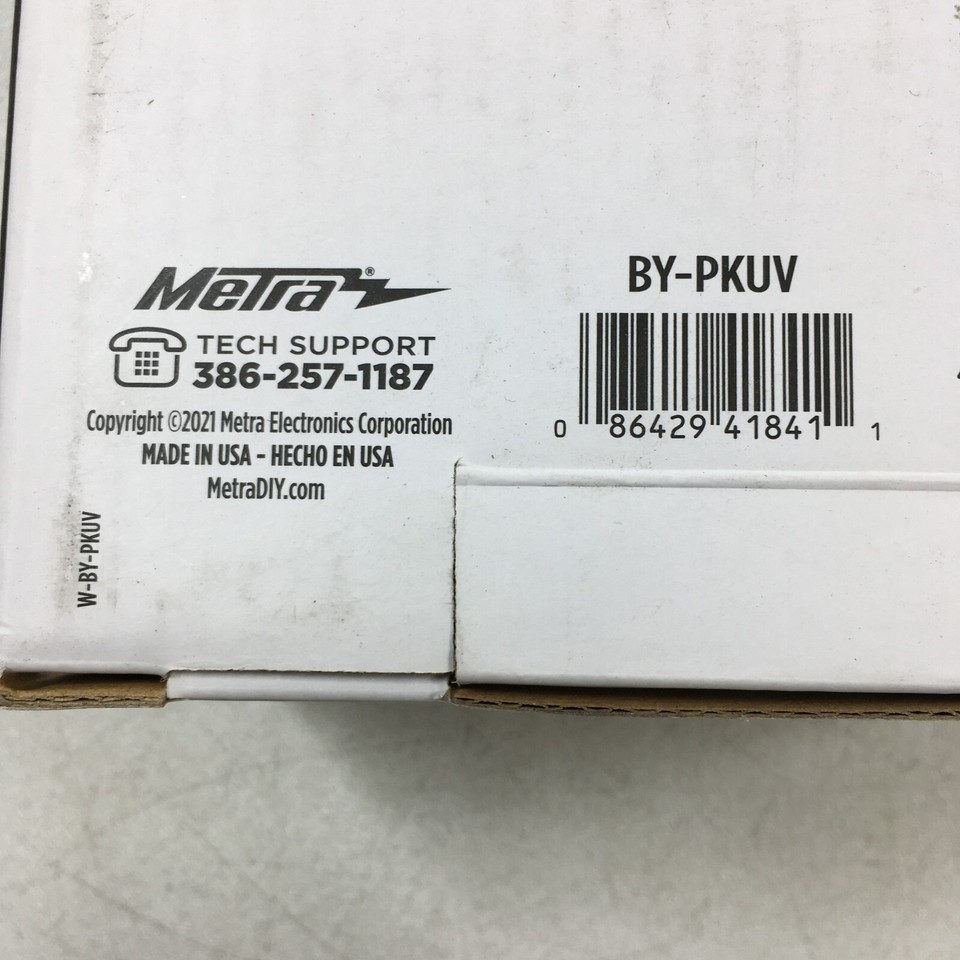 Metra®
TECH SUPPORT
386-257-1187
Copyright ©2021 Metra Electronics Corporation
MADE IN USA - HECHO EN USA
MetraDIY.com
W-BY-PKUV
BY-PKUV
0 86429 41841 1